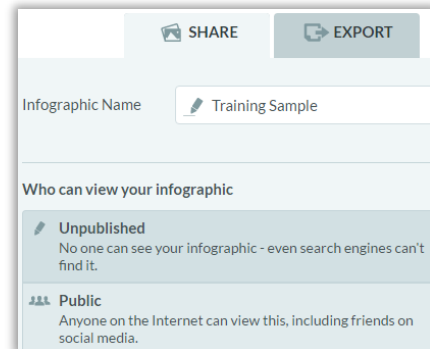 SHARE EXPORT
Infographic Name Training Sample
Who can view your infographic
Unpublished
No one can see your infographic - even search engines can't
find it.
Public
Anyone on the Internet can view this, including friends on
social media.